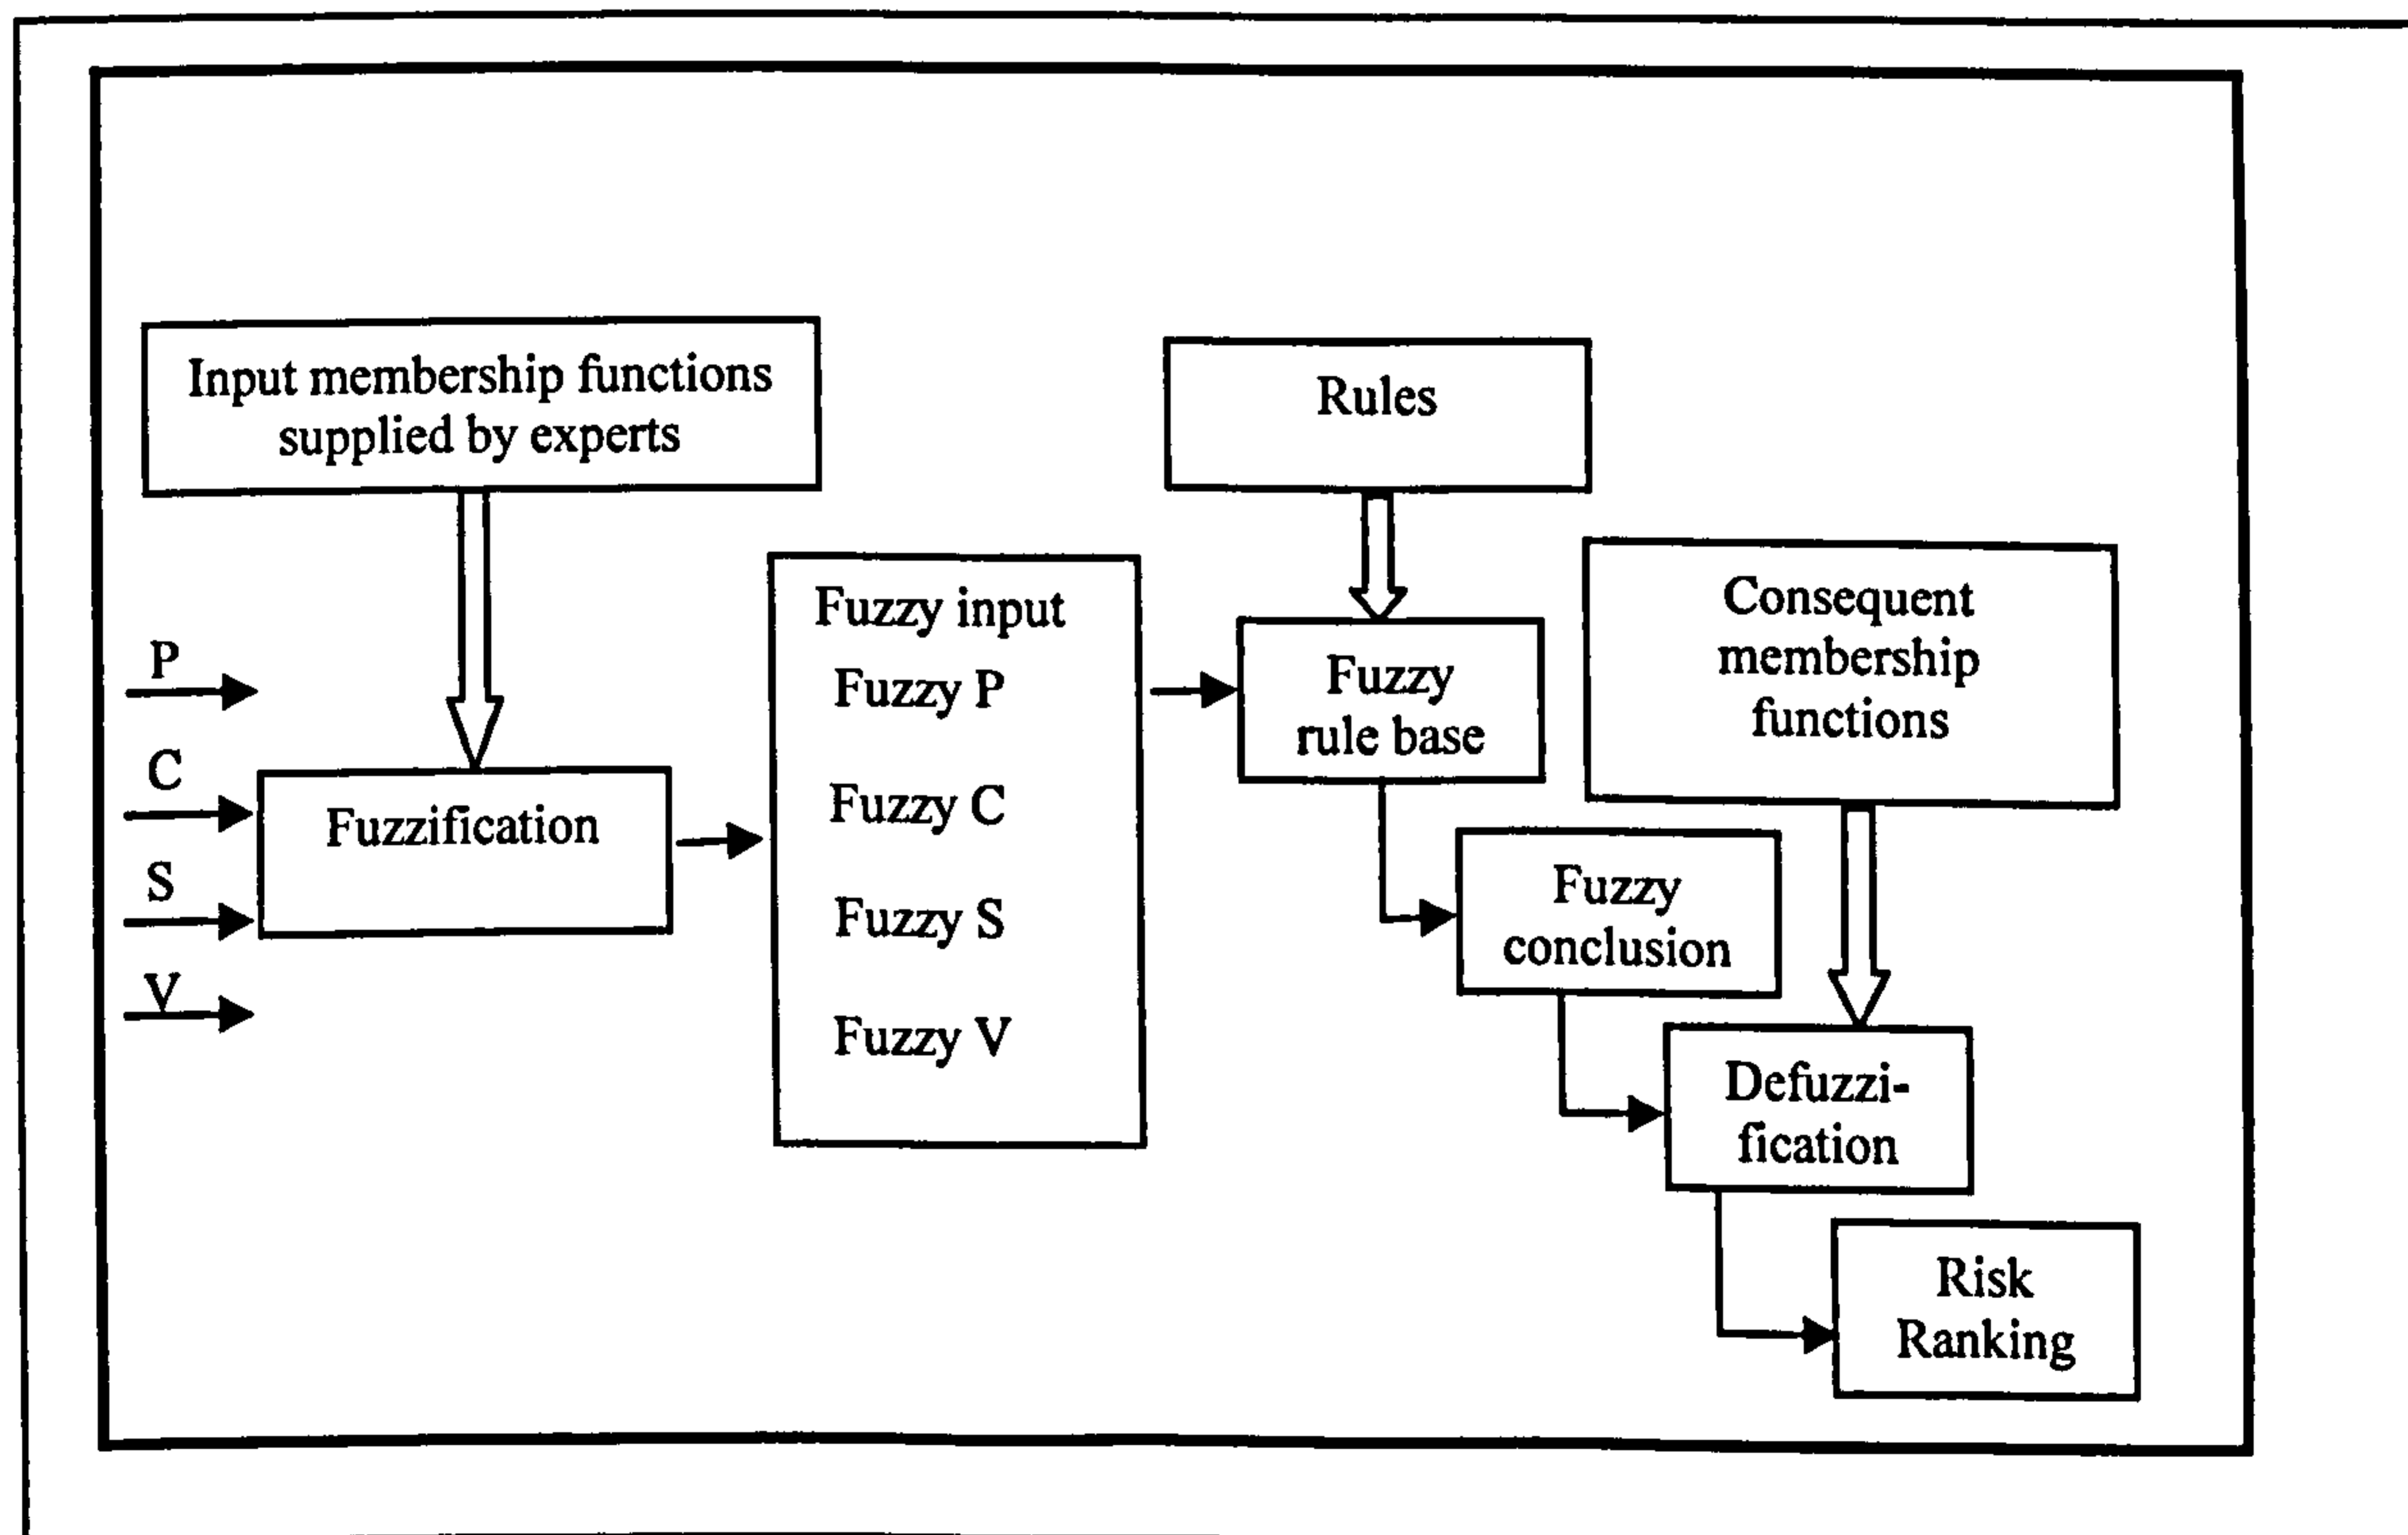 Input membership functions
supplied by experts
Rules
P
C
S
V
Fuzzification
Fuzzy input
Fuzzy P
Fuzzy C
Fuzzy S
Fuzzy V
Fuzzy
rule base
Consequent
membership
functions
Fuzzy
conclusion
Defuzzi-
fication
Risk
Ranking